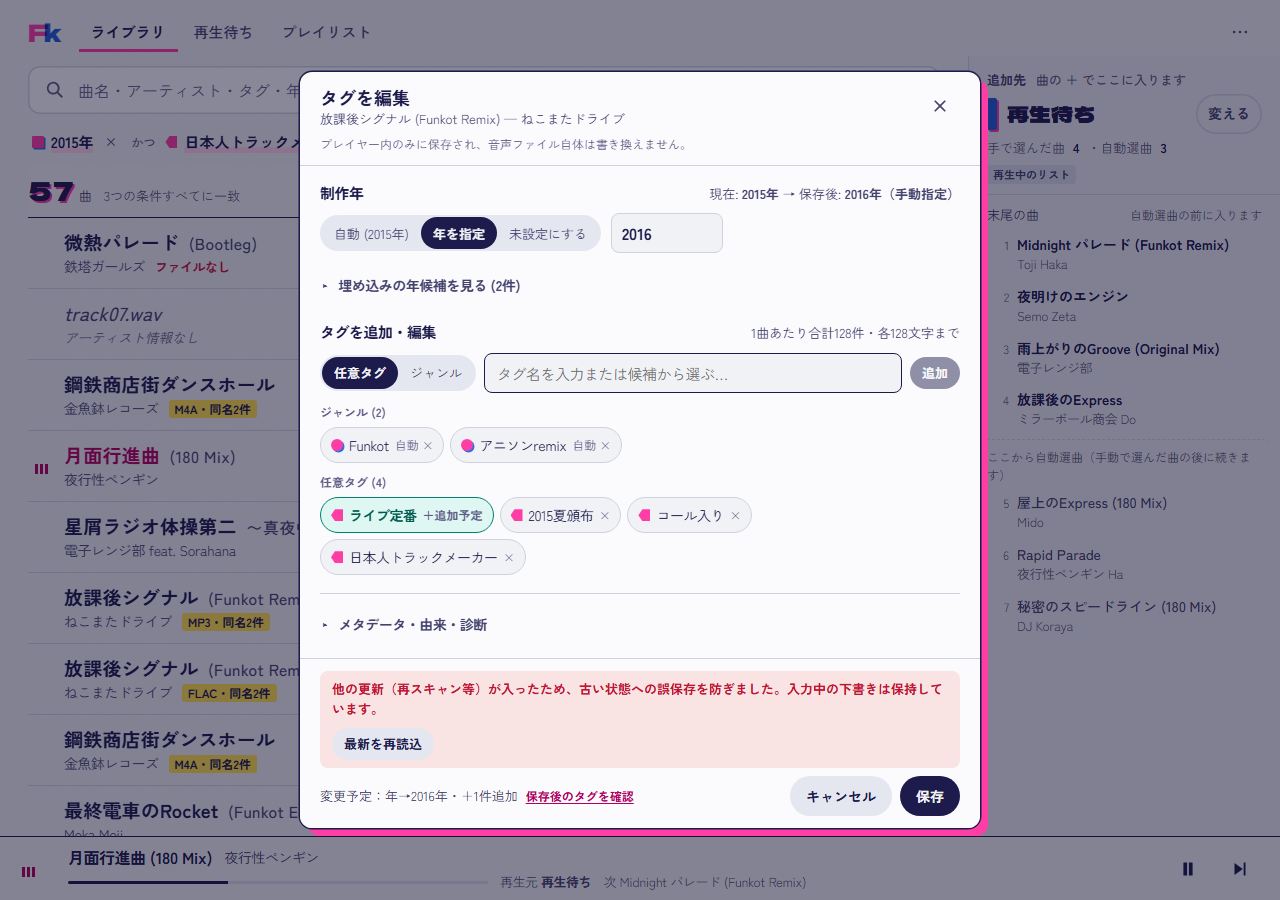 Fk ライブラリ 再生待ち プレイリスト …
曲名・アーティスト・タグ・年
2015年 × かつ 日本人トラックメ
57 曲 3つの条件すべてに一致
微熱パレード (Bootleg)
鉄塔ガールズ ファイルなし
track07.wav
アーティスト情報なし
鋼鉄商店街ダンスホール
金魚鉢レコーズ M4A・同名2件
月面行進曲 (180 Mix)
夜行性ペンギン
星屑ラジオ体操第二 ～真夜
電子レンジ部 feat. Sorahana
放課後シグナル (Funkot Rem
ねこまたドライブ MP3・同名2件
放課後シグナル (Funkot Rem
ねこまたドライブ FLAC・同名2件
鋼鉄商店街ダンスホール
金魚鉢レコーズ M4A・同名2件
最終電車のRocket (Funkot E
Moka Moji
タグを編集
放課後シグナル (Funkot Remix) — ねこまたドライブ
プレイヤー内のみに保存され、音声ファイル自体は書き換えません。
制作年 現在: 2015年 → 保存後: 2016年（手動指定）
自動 (2015年) 年を指定 未設定にする 2016
▸ 埋め込みの年候補を見る (2件)
タグを追加・編集 1曲あたり合計128件・各128文字まで
任意タグ ジャンル タグ名を入力または候補から選ぶ… 追加
ジャンル (2)
Funkot 自動 × アニソンremix 自動 ×
任意タグ (4)
ライブ定番 ＋追加予定 2015夏頒布 × コール入り ×
日本人トラックメーカー ×
▸ メタデータ・由来・診断
他の更新（再スキャン等）が入ったため、古い状態への誤保存を防ぎました。入力中の下書きは保持して
います。
最新を再読込
変更予定：年→2016年・＋1件追加 保存後のタグを確認 キャンセル 保存
追加先 曲の ＋ でここに入ります
再生待ち 変える
手で選んだ曲 4 ・自動選曲 3
再生中のリスト
末尾の曲 自動選曲の前に入ります
1 Midnight パレード (Funkot Remix)
Toji Haka
2 夜明けのエンジン
Semo Zeta
3 雨上がりのGroove (Original Mix)
電子レンジ部
4 放課後のExpress
ミラーボール商会 Do
ここから自動選曲（手動で選んだ曲の後に続きま
す）
5 屋上のExpress (180 Mix)
Mido
6 Rapid Parade
夜行性ペンギン Ha
7 秘密のスピードライン (180 Mix)
DJ Koraya
月面行進曲 (180 Mix) 夜行性ペンギン
再生元 再生待ち 次 Midnight パレード (Funkot Remix)